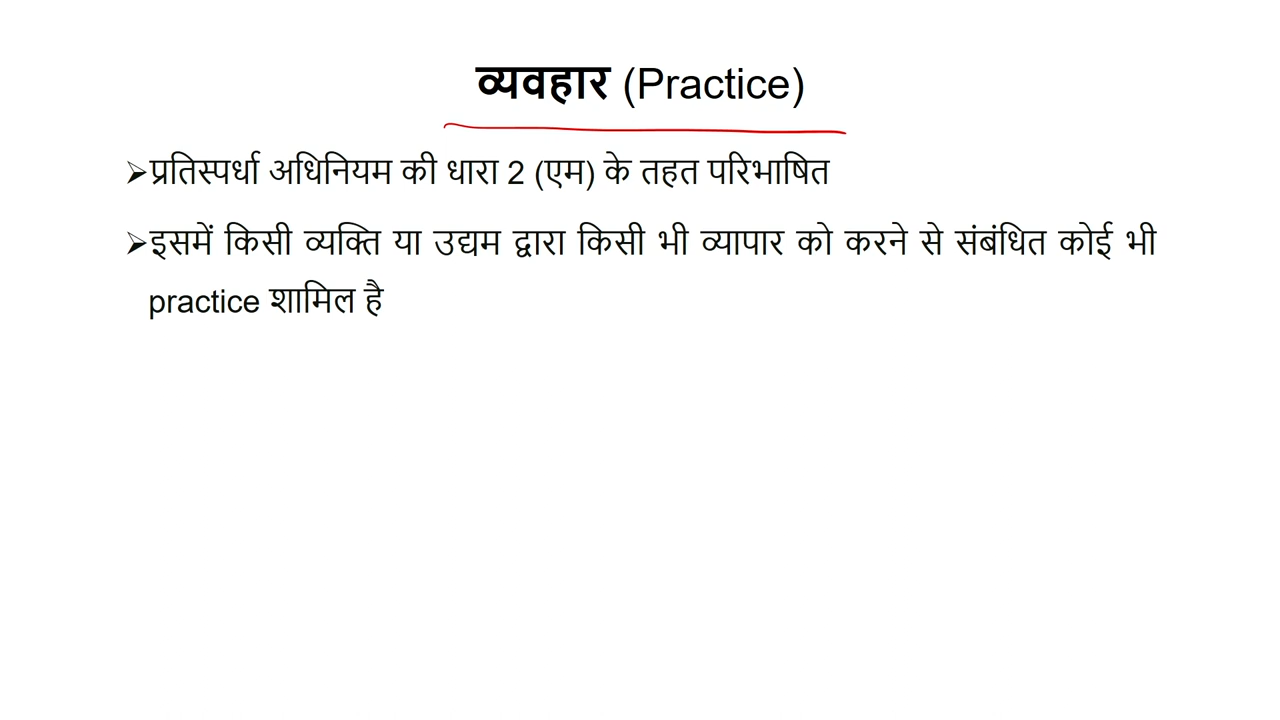 व्यवहार (Practice)
➢प्रतिस्पर्धा अधिनियम की धारा 2 (एम) के तहत परिभाषित
➢इसमें किसी व्यक्ति या उद्यम द्वारा किसी भी व्यापार को करने से संबंधित कोई भी
practice शामिल है